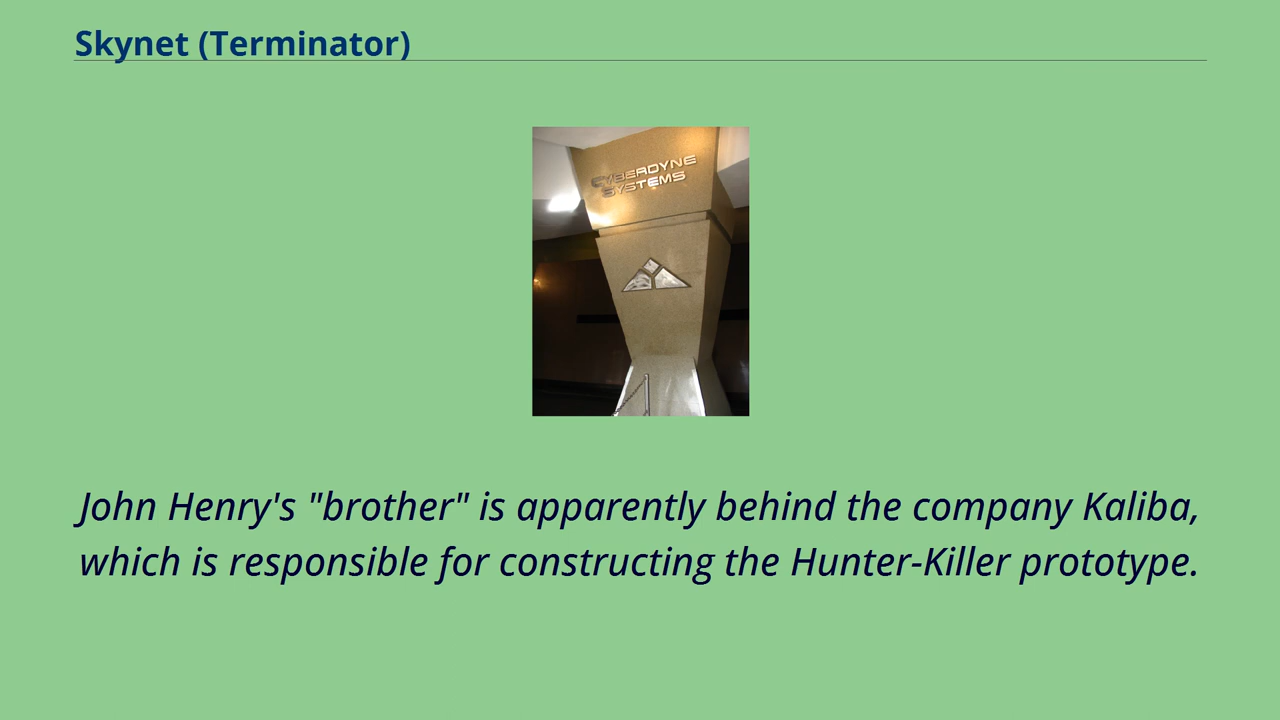 Skynet (Terminator)
CYBERDYNE
SYSTEMS
John Henry's "brother" is apparently behind the company Kaliba,
which is responsible for constructing the Hunter-Killer prototype.